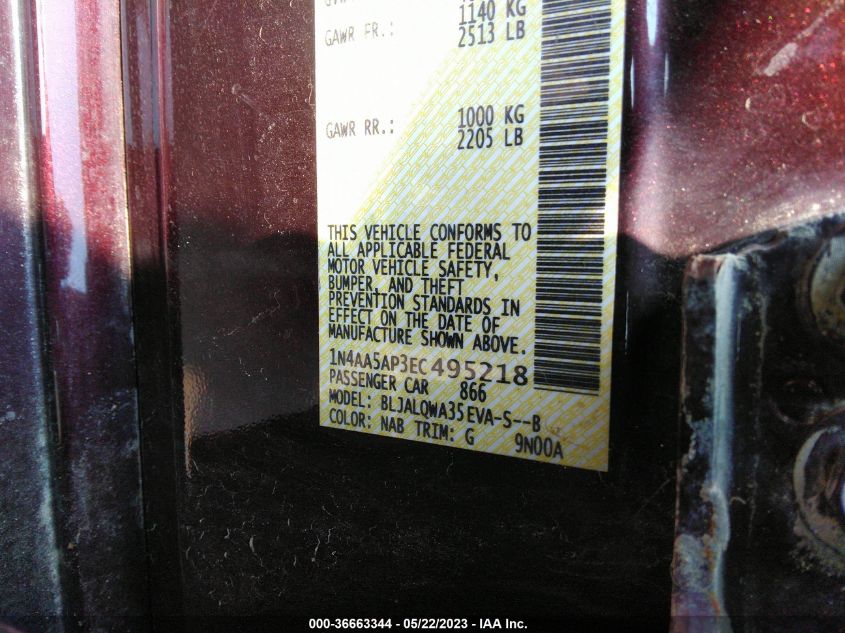 1140 KG
GAWR FR.: 2513 LB
1000 KG
GAWR RR.: 2205 LB
THIS VEHICLE CONFORMS TO
ALL APPLICABLE FEDERAL
MOTOR VEHICLE SAFETY,
BUMPER, AND THEFT
PREVENTION STANDARDS IN
EFFECT ON THE DATE OF
MANUFACTURE SHOWN ABOVE.
1N4AA5AP3EC495218
PASSENGER CAR 866
MODEL: BLJALQWA35EVA-S--B
COLOR: NAB TRIM: G 9N00A
000-36663344 - 05/22/2023 - IAA Inc.